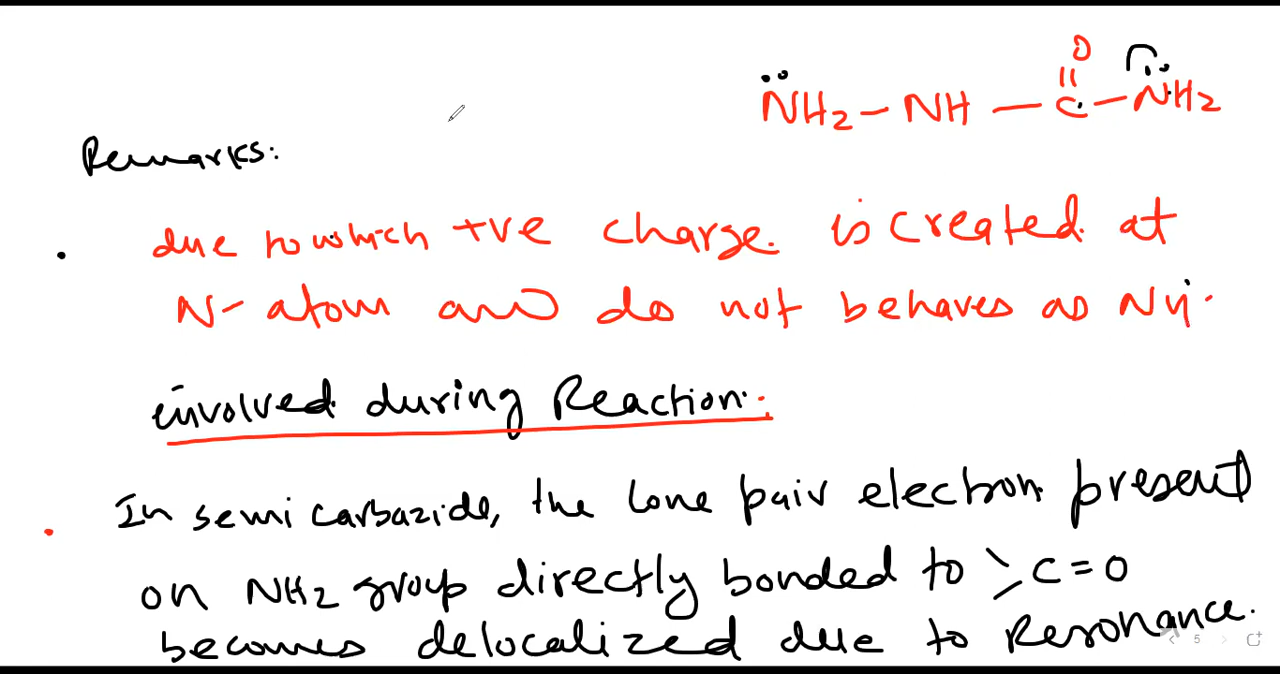 O
||
NH2 – NH – C – NH2
Remarks:
due to which +ve charge is created at
N- atom and do not behaves as Nu.
involved during Reaction.
In semicarbazide, the lone pair electron present
on NH2 group directly bonded to >C=O
becomes delocalized due to Resonance.
5